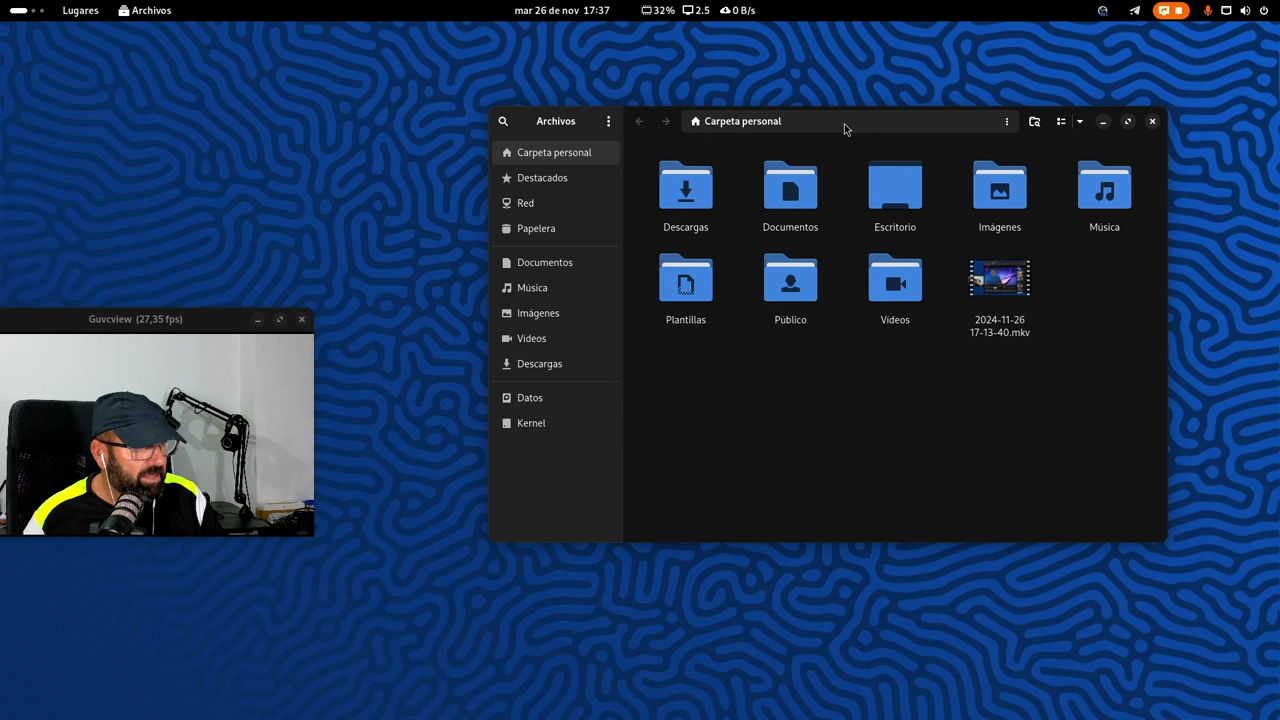 Lugares
Archivos
mar 26 de nov 17:37
32%
2.5
0 B/s
Archivos
Carpeta personal
Carpeta personal
Destacados
Red
Papelera
Documentos
Música
Imágenes
Vídeos
Descargas
Datos
Kernel
Descargas
Documentos
Escritorio
Imágenes
Música
Plantillas
Público
Vídeos
2024-11-26
17-13-40.mkv
Guvcview (27,35 fps)